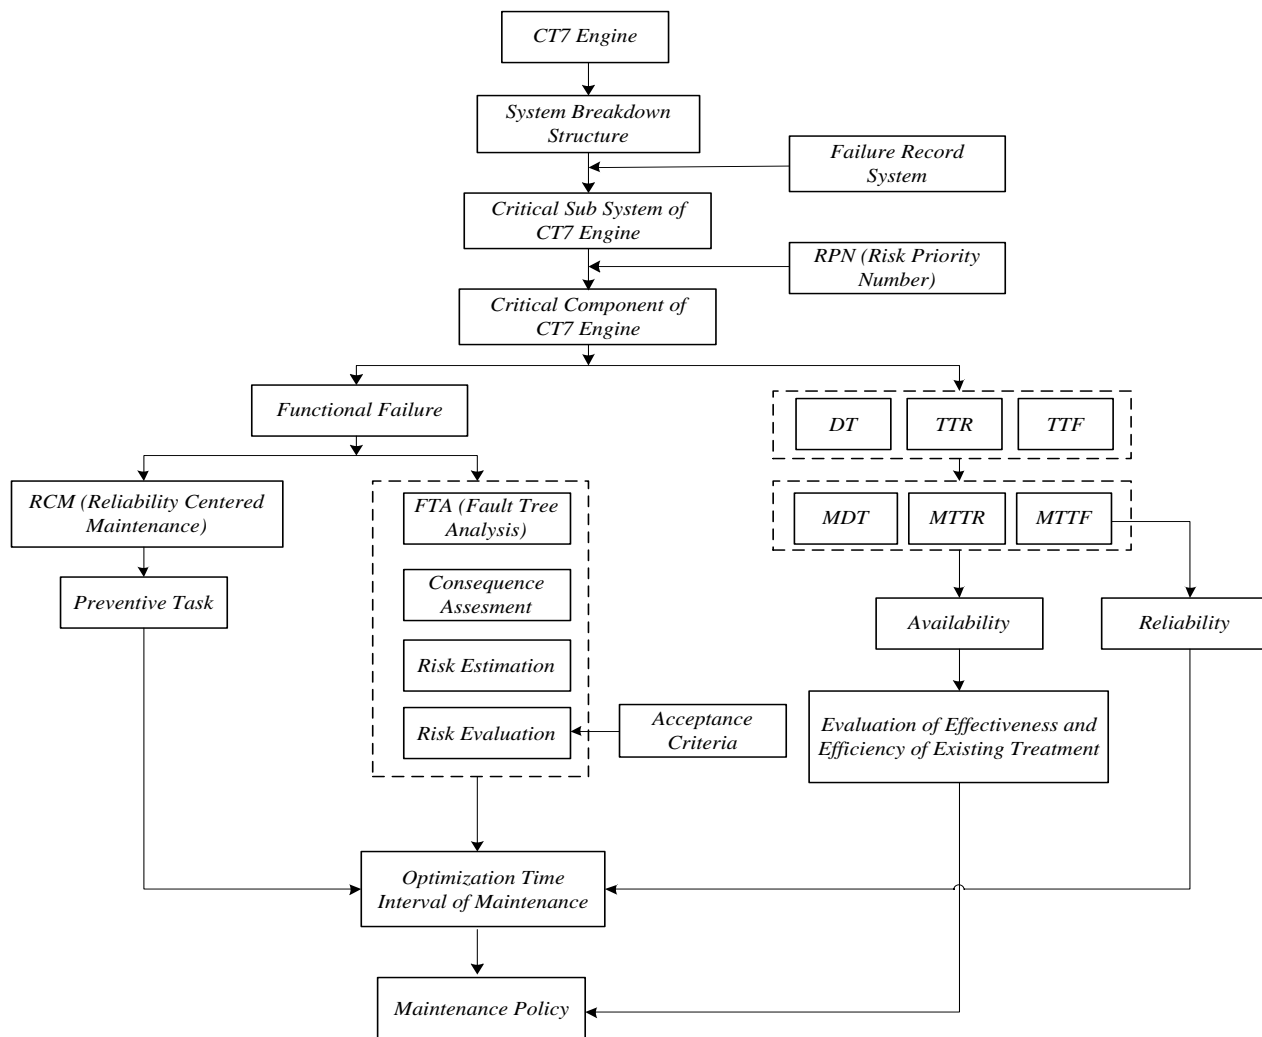 CT7 Engine
System Breakdown
Structure
Failure Record
System
Critical Sub System of
CT7 Engine
RPN (Risk Priority
Number)
Critical Component of
CT7 Engine
Functional Failure
DT
TTR
TTF
RCM (Reliability Centered
Maintenance)
FTA (Fault Tree
Analysis)
MDT
MTTR
MTTF
Preventive Task
Consequence
Assesment
Availability
Reliability
Risk Estimation
Risk Evaluation
Acceptance
Criteria
Evaluation of Effectiveness and
Efficiency of Existing Treatment
Optimization Time
Interval of Maintenance
Maintenance Policy